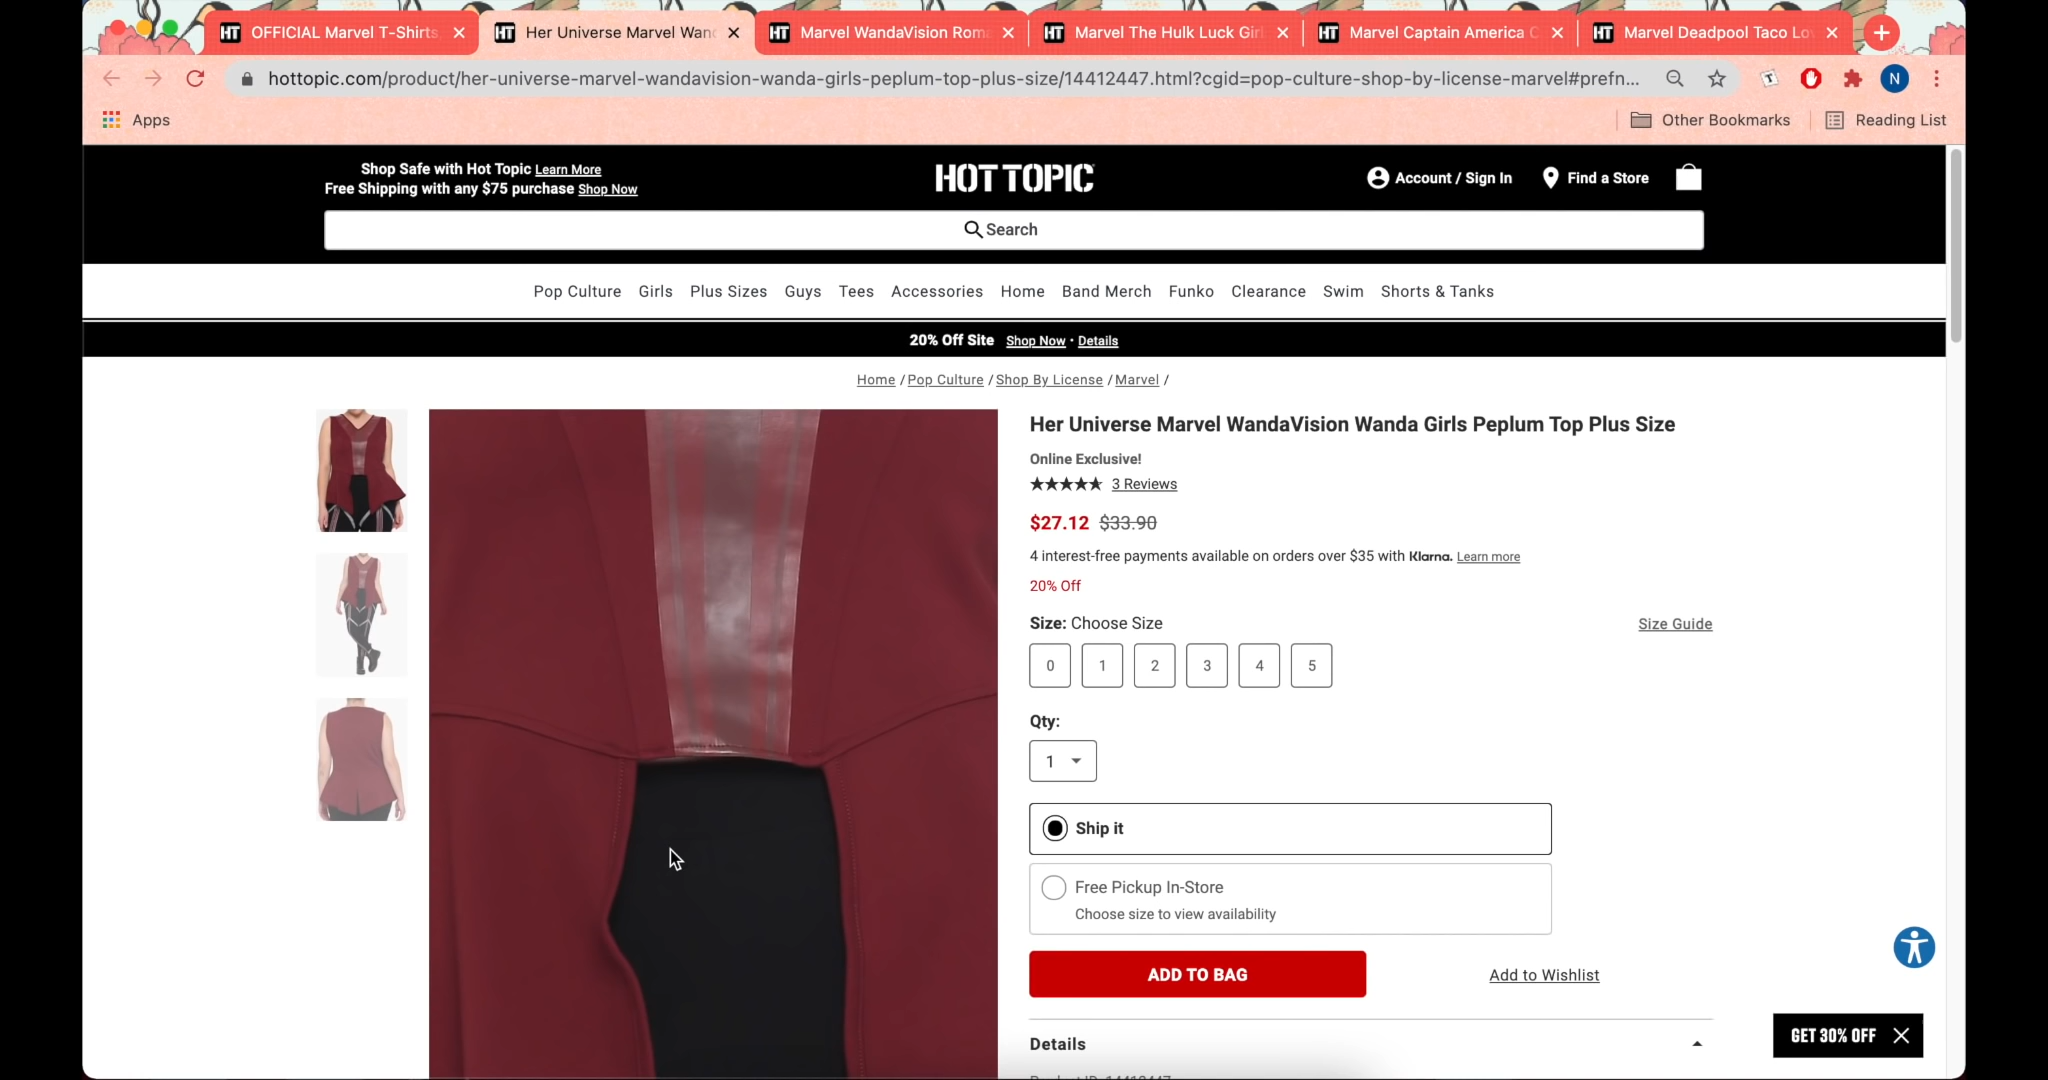 HT OFFICIAL Marvel T-Shirts
HT Her Universe Marvel Wan
HT Marvel WandaVision Rom
HT Marvel The Hulk Luck Girl
HT Marvel Captain America C
HT Marvel Deadpool Taco Lo
hottopic.com/product/her-universe-marvel-wandavision-wanda-girls-peplum-top-plus-size/14412447.html?cgid=pop-culture-shop-by-license-marvel#prefn...
N
Apps
Other Bookmarks
Reading List
Shop Safe with Hot Topic Learn More
Free Shipping with any $75 purchase Shop Now
HOT TOPIC
Account / Sign In
Find a Store
Search
Pop Culture Girls Plus Sizes Guys Tees Accessories Home Band Merch Funko Clearance Swim Shorts & Tanks
20% Off Site Shop Now · Details
Home / Pop Culture / Shop By License / Marvel /
Her Universe Marvel WandaVision Wanda Girls Peplum Top Plus Size
Online Exclusive!
★★★★★ 3 Reviews
$27.12 $33.90
4 interest-free payments available on orders over $35 with Klarna. Learn more
20% Off
Size: Choose Size
Size Guide
0 1 2 3 4 5
Qty:
1
Ship it
Free Pickup In-Store
Choose size to view availability
ADD TO BAG
Add to Wishlist
GET 30% OFF
Details